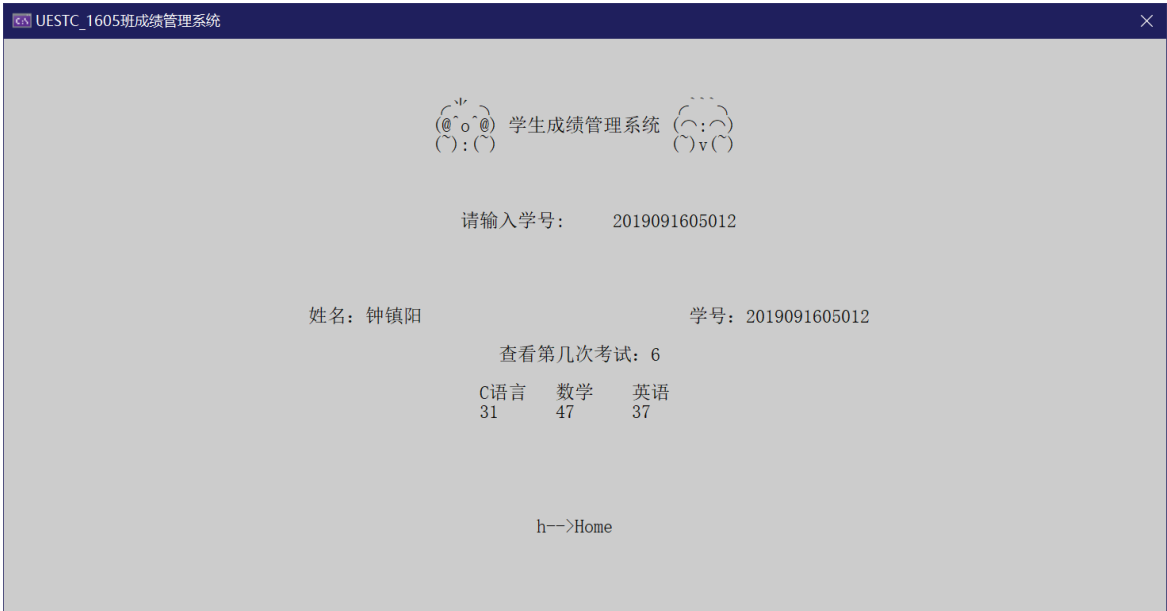 UESTC_1605班成绩管理系统
(@^o^@) 学生成绩管理系统 (⌒:⌒)
(~):(~) (~)v(~)
请输入学号: 2019091605012
姓名: 钟镇阳 学号: 2019091605012
查看第几次考试: 6
C语言 数学 英语
31 47 37
h-->Home